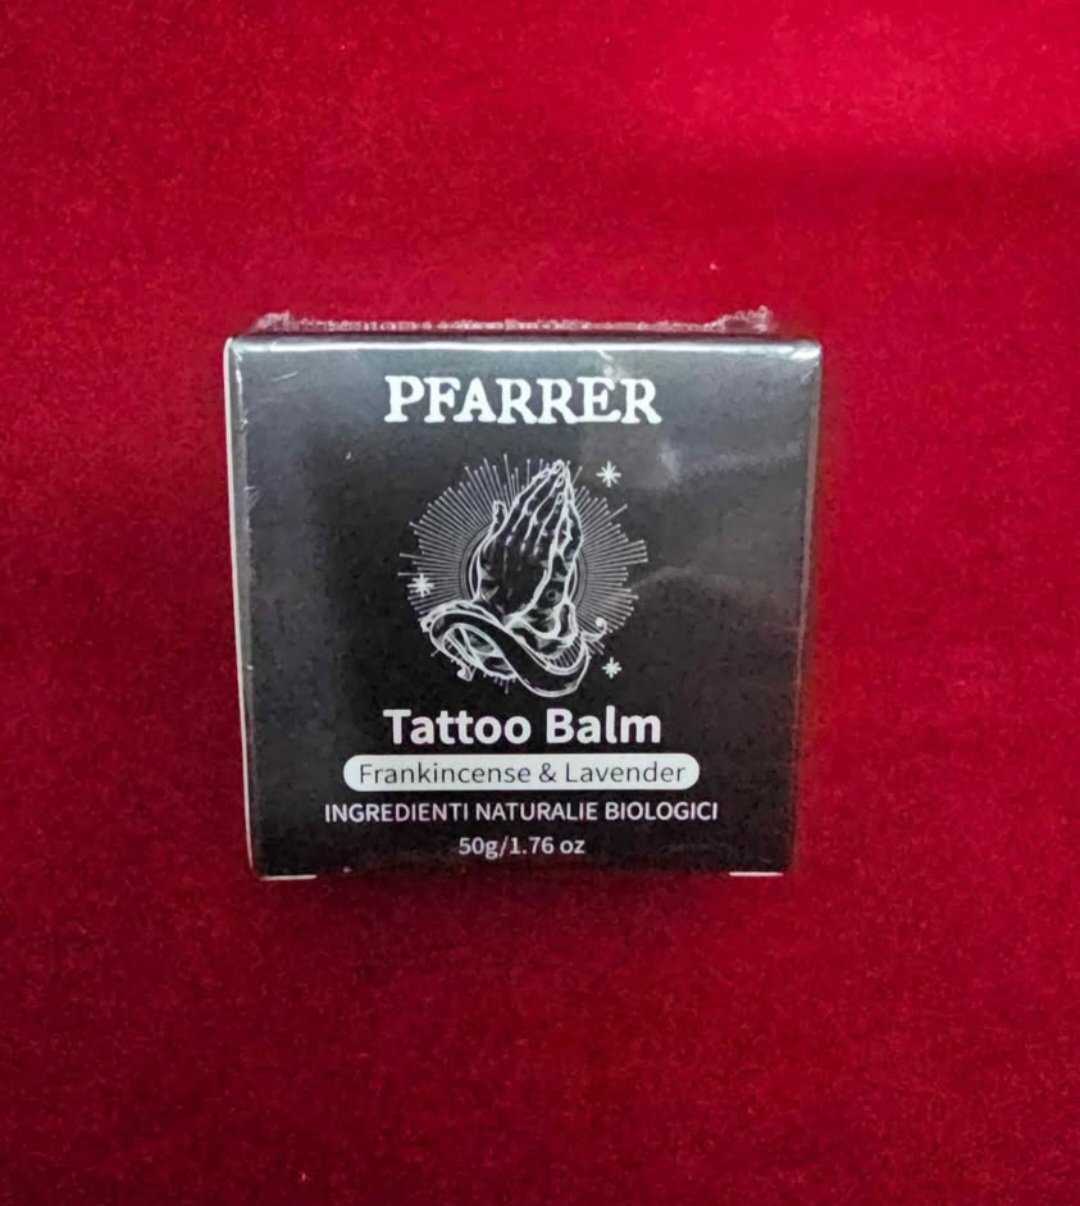 PFARRER
Tattoo Balm
Frankincense & Lavender
INGREDIENTI NATURALIE BIOLOGICI
50g/1.76 oz